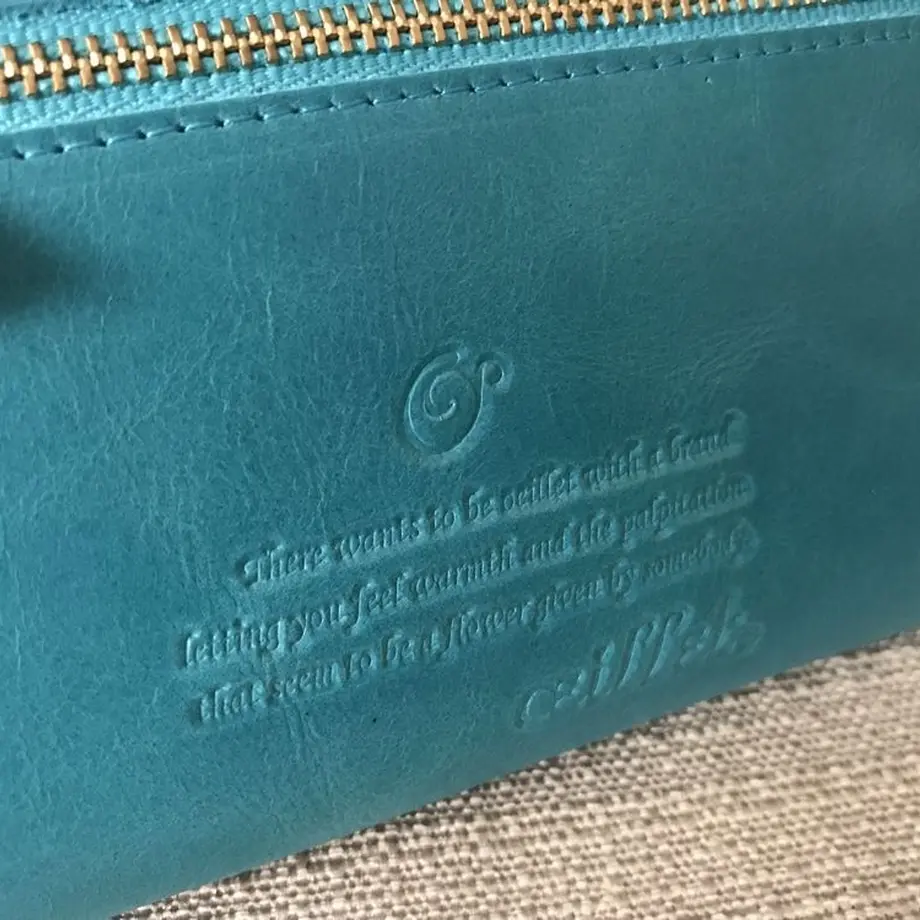 There wants to be oeillet with a brand
letting you feel warmth and the palpitation
that seem to be a flower given by somebody.